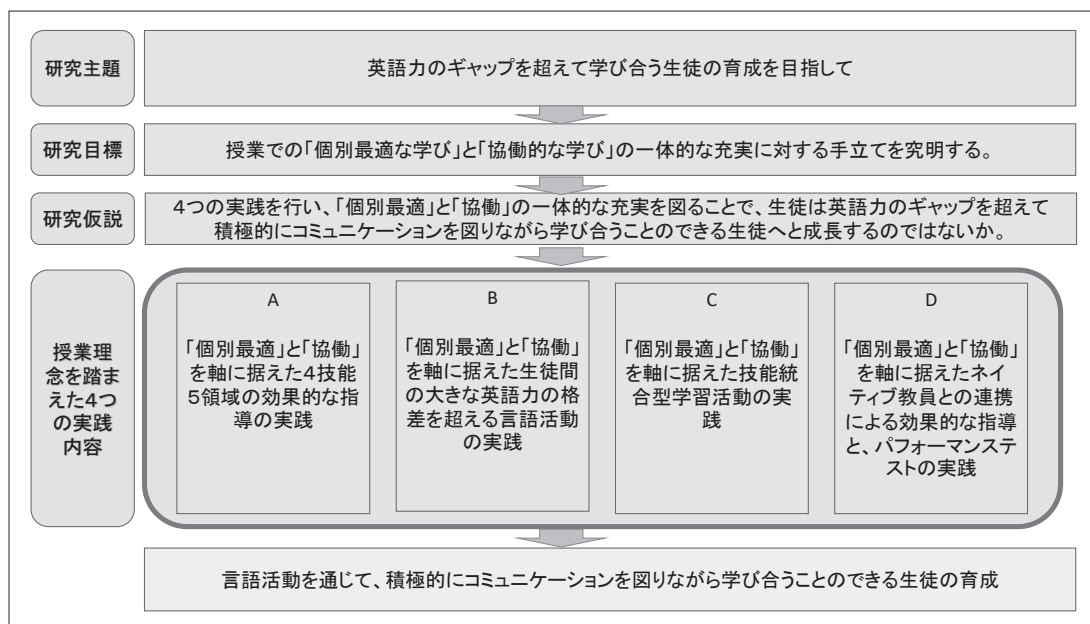 研究主題
英語力のギャップを超えて学び合う生徒の育成を目指して
研究目標
授業での「個別最適な学び」と「協働的な学び」の一体的な充実に対する手立てを究明する。
研究仮説
4つの実践を行い、「個別最適」と「協働」の一体的な充実を図ることで、生徒は英語力のギャップを超えて
積極的にコミュニケーションを図りながら学び合うことのできる生徒へと成長するのではないか。
授業理
念を踏ま
えた4つ
の実践
内容
A
「個別最適」と「協働」
を軸に据えた4技能
5領域の効果的な指
導の実践
B
「個別最適」と「協働」
を軸に据えた生徒間
の大きな英語力の格
差を超える言語活動
の実践
C
「個別最適」と「協働」
を軸に据えた技能統
合型学習活動の実
践
D
「個別最適」と「協働」
を軸に据えたネイ
ティブ教員との連携
による効果的な指導
と、パフォーマンステ
ストの実践
言語活動を通じて、積極的にコミュニケーションを図りながら学び合うことのできる生徒の育成